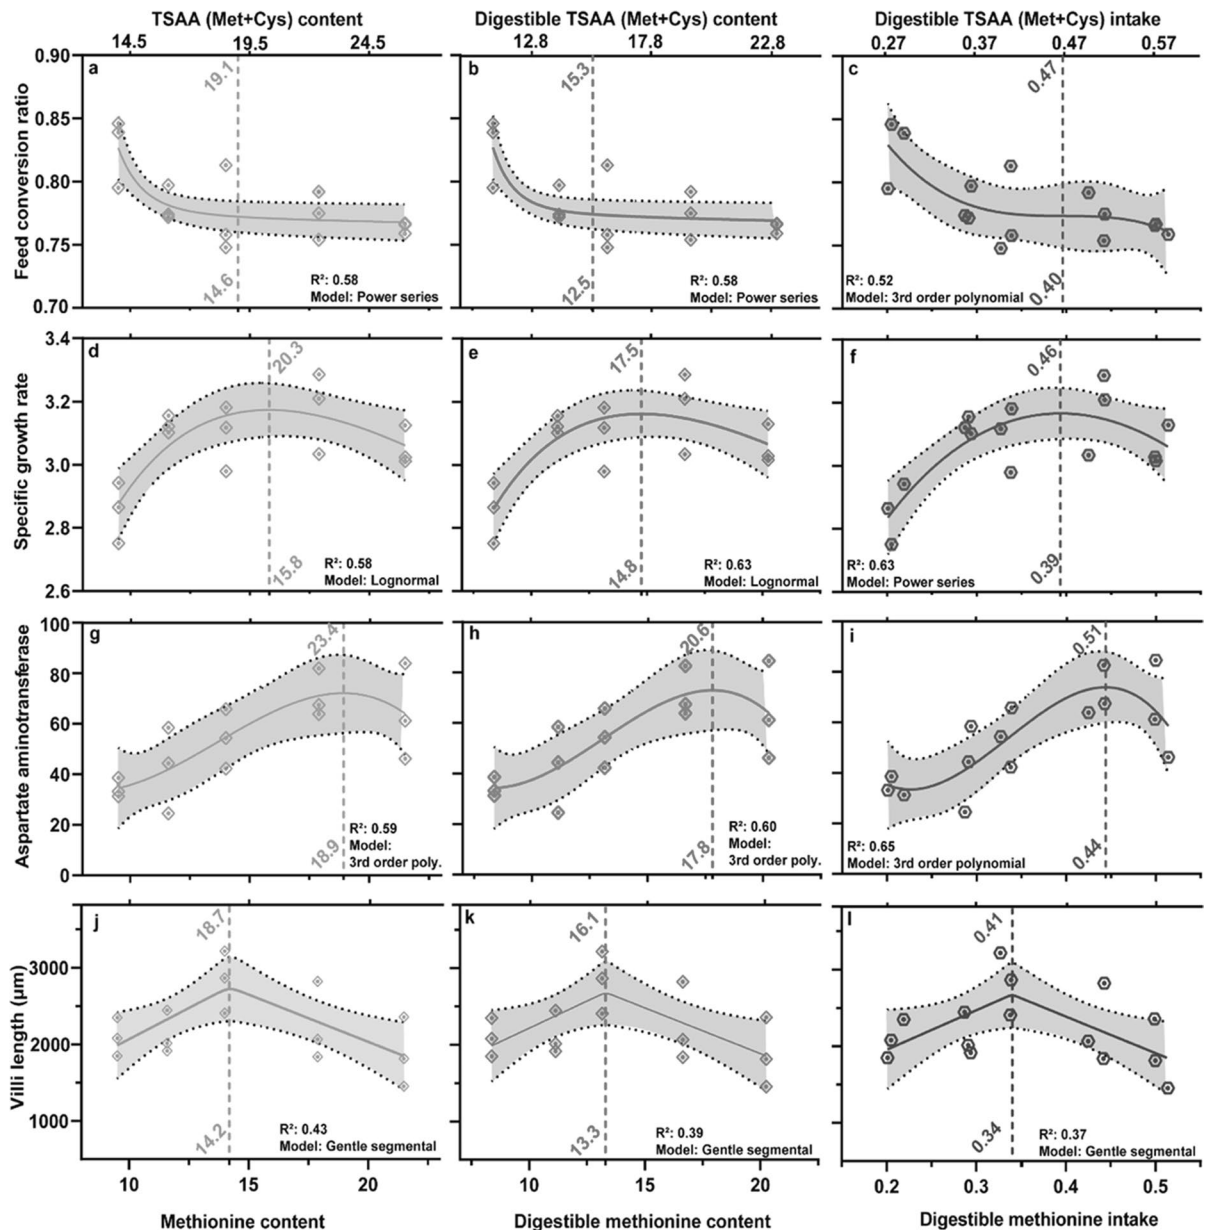 TSAA (Met+Cys) content
Digestible TSAA (Met+Cys) content
Digestible TSAA (Met+Cys) intake
14.5 19.5 24.5
12.8 17.8 22.8
0.27 0.37 0.47 0.57
Feed conversion ratio
0.90
0.85
0.80
0.75
0.70
a
19.1
14.6
R²: 0.58
Model: Power series
b
15.3
12.5
R²: 0.58
Model: Power series
c
0.47
0.40
R²: 0.52
Model: 3rd order polynomial
Specific growth rate
3.4
3.2
3.0
2.8
2.6
d
20.3
15.8
R²: 0.58
Model: Lognormal
e
17.5
14.8
R²: 0.63
Model: Lognormal
f
0.46
0.39
R²: 0.63
Model: Power series
Aspartate aminotransferase
100
80
60
40
20
0
g
23.4
18.9
R²: 0.59
Model:
3rd order poly.
h
20.6
17.8
R²: 0.60
Model:
3rd order poly.
i
0.51
0.44
R²: 0.65
Model: 3rd order polynomial
Villi length (µm)
3000
2000
1000
j
18.7
14.2
R²: 0.43
Model: Gentle segmental
k
16.1
13.3
R²: 0.39
Model: Gentle segmental
l
0.41
0.34
R²: 0.37
Model: Gentle segmental
10 15 20
10 15 20
0.2 0.3 0.4 0.5
Methionine content
Digestible methionine content
Digestible methionine intake